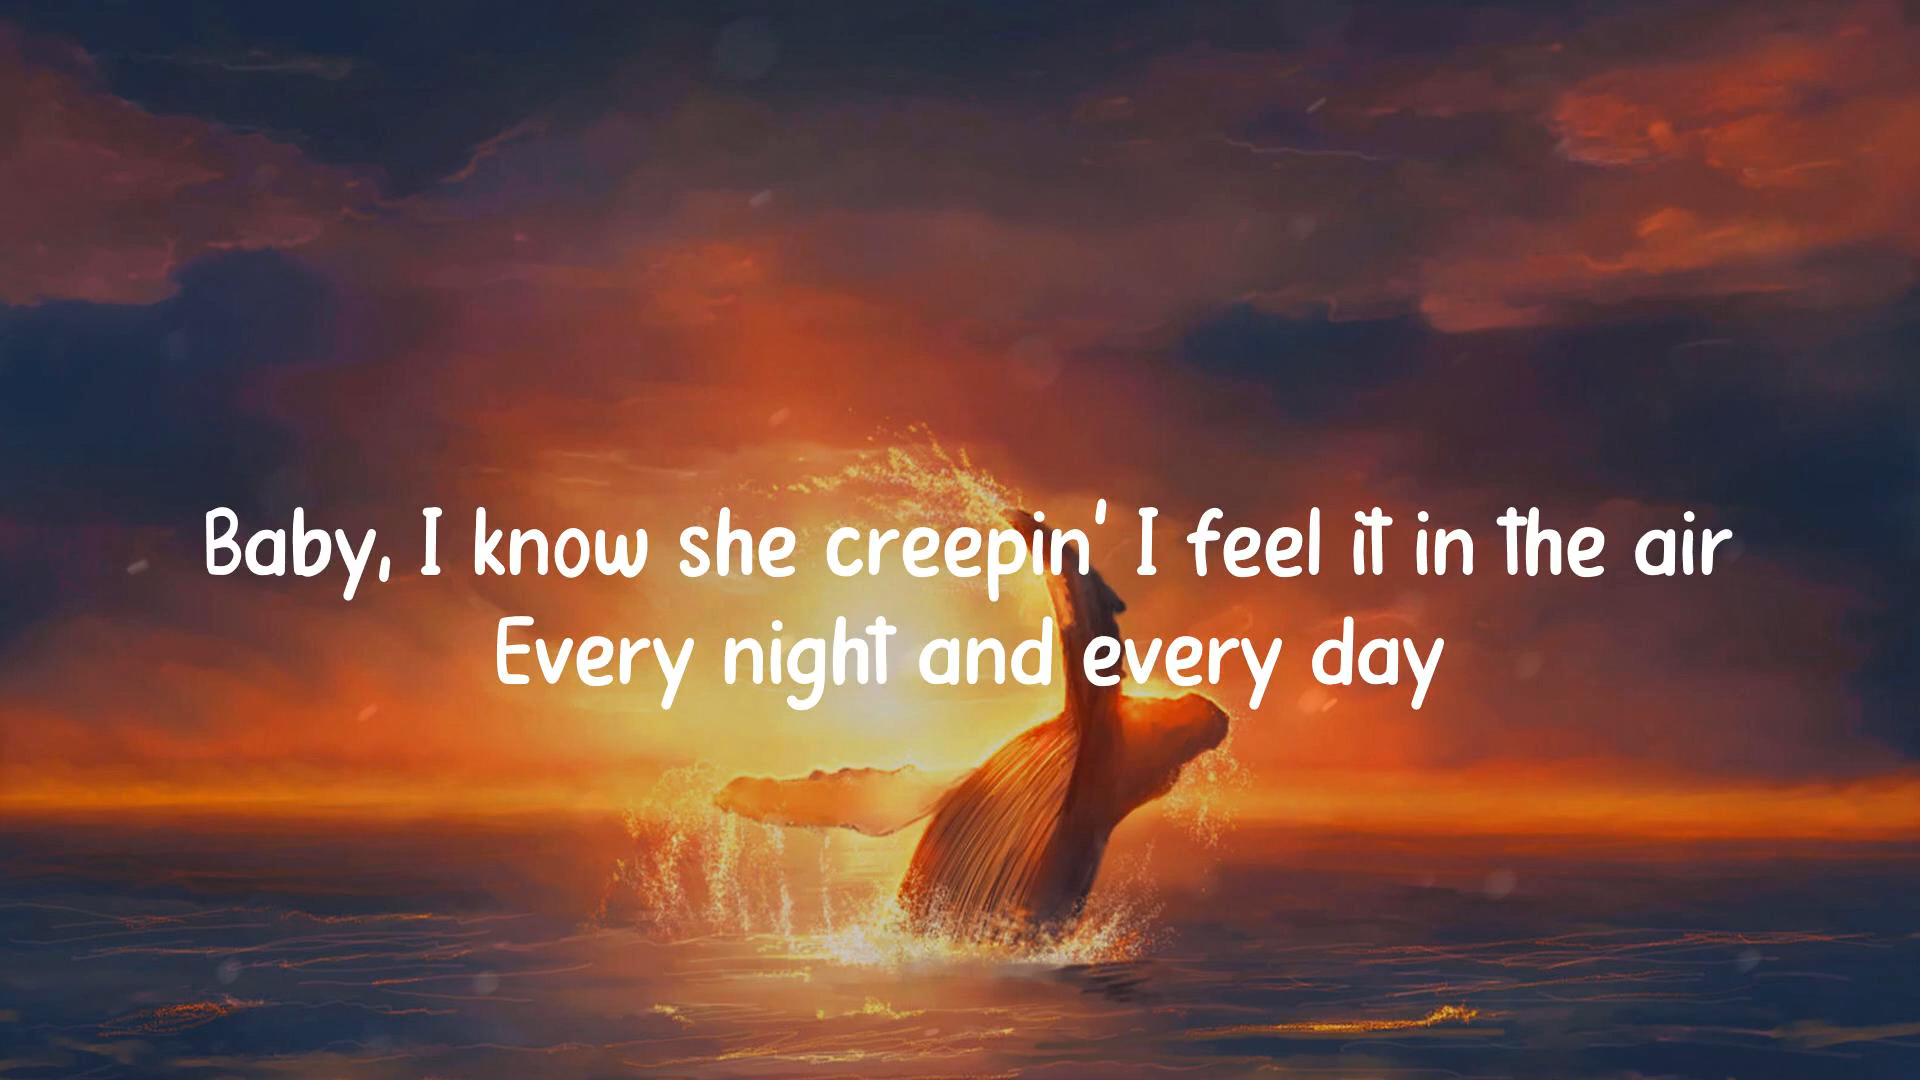 Baby, I know she creepin' I feel it in the air
Every night and every day